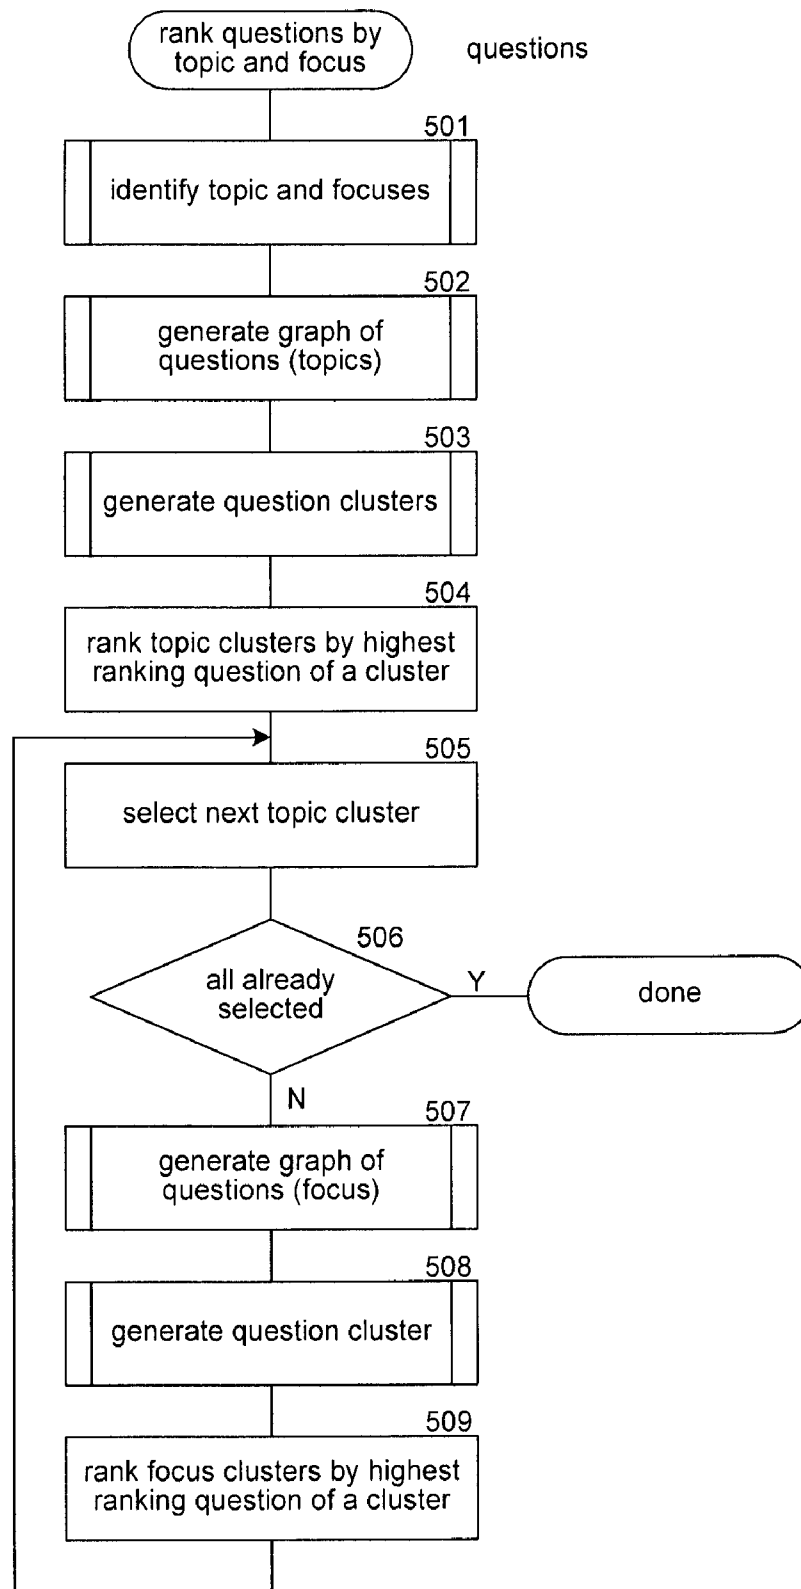 rank questions by
topic and focus
questions
501
identify topic and focuses
502
generate graph of
questions (topics)
503
generate question clusters
504
rank topic clusters by highest
ranking question of a cluster
505
select next topic cluster
506
all already
selected
Y
done
N
507
generate graph of
questions (focus)
508
generate question cluster
509
rank focus clusters by highest
ranking question of a cluster